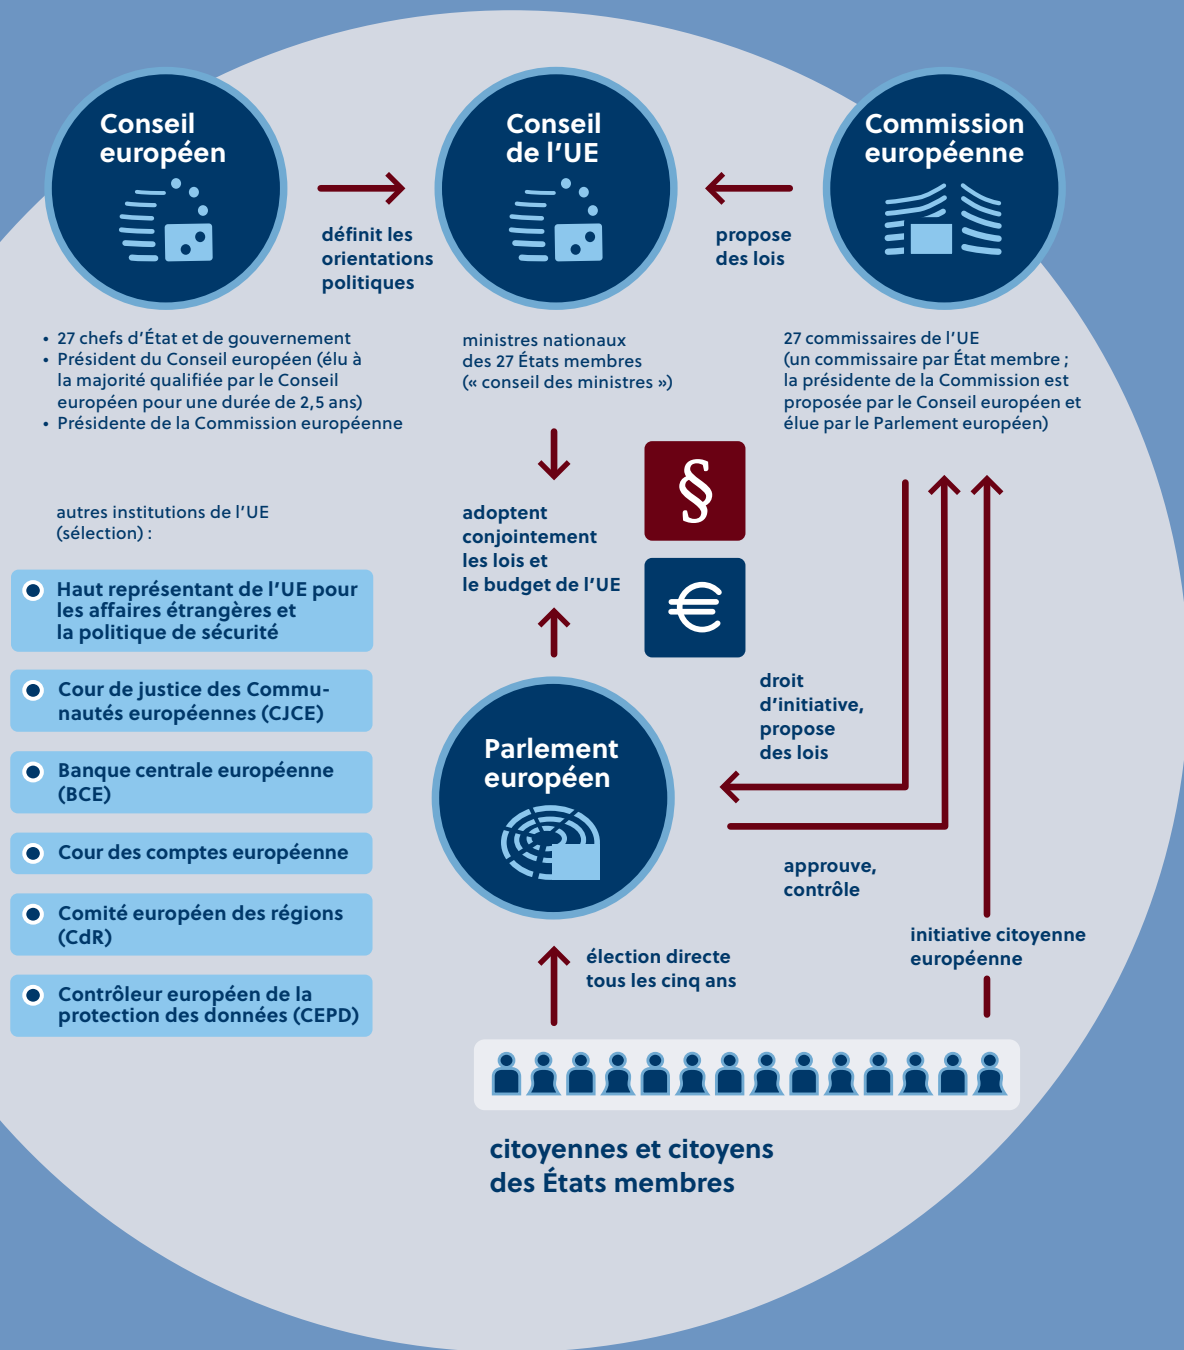 Conseil
européen
Conseil
de l'UE
Commission
européenne
définit les
orientations
politiques
propose
des lois
• 27 chefs d'État et de gouvernement
• Président du Conseil européen (élu à
la majorité qualifiée par le Conseil
européen pour une durée de 2,5 ans)
• Présidente de la Commission européenne
ministres nationaux
des 27 États membres
(« conseil des ministres »)
27 commissaires de l'UE
(un commissaire par État membre ;
la présidente de la Commission est
proposée par le Conseil européen et
élue par le Parlement européen)
autres institutions de l'UE
(sélection) :
Haut représentant de l'UE pour
les affaires étrangères et
la politique de sécurité
Cour de justice des Commu-
nautés européennes (CJCE)
Banque centrale européenne
(BCE)
Cour des comptes européenne
Comité européen des régions
(CdR)
Contrôleur européen de la
protection des données (CEPD)
adoptent
conjointement
les lois et
le budget de l'UE
§
€
droit
d'initiative,
propose
des lois
Parlement
européen
approuve,
contrôle
initiative citoyenne
européenne
élection directe
tous les cinq ans
citoyennes et citoyens
des États membres